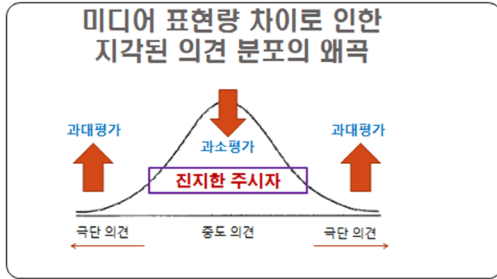 미디어 표현량 차이로 인한
지각된 의견 분포의 왜곡
과대평가
과소평가
과대평가
진지한 주시자
극단 의견
중도 의견
극단 의견